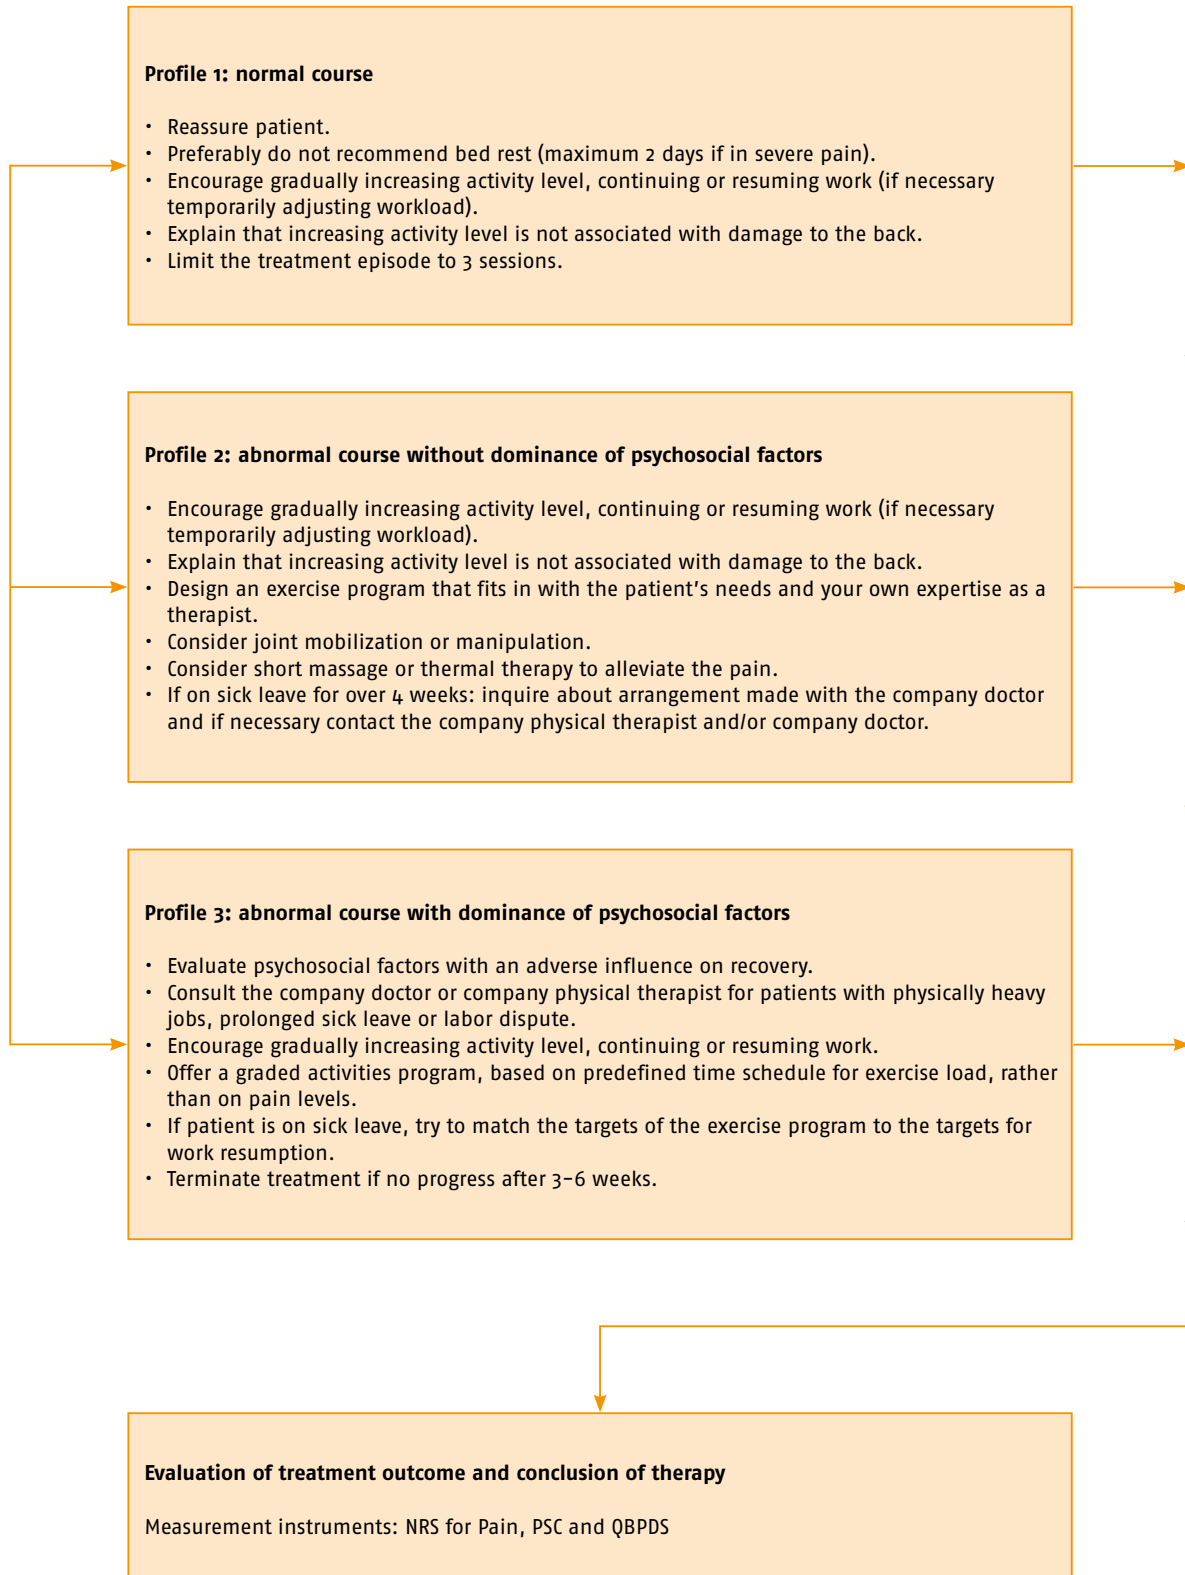 Profile 1: normal course
• Reassure patient.
• Preferably do not recommend bed rest (maximum 2 days if in severe pain).
• Encourage gradually increasing activity level, continuing or resuming work (if necessary
temporarily adjusting workload).
• Explain that increasing activity level is not associated with damage to the back.
• Limit the treatment episode to 3 sessions.
Profile 2: abnormal course without dominance of psychosocial factors
• Encourage gradually increasing activity level, continuing or resuming work (if necessary
temporarily adjusting workload).
• Explain that increasing activity level is not associated with damage to the back.
• Design an exercise program that fits in with the patient's needs and your own expertise as a
therapist.
• Consider joint mobilization or manipulation.
• Consider short massage or thermal therapy to alleviate the pain.
• If on sick leave for over 4 weeks: inquire about arrangement made with the company doctor
and if necessary contact the company physical therapist and/or company doctor.
Profile 3: abnormal course with dominance of psychosocial factors
• Evaluate psychosocial factors with an adverse influence on recovery.
• Consult the company doctor or company physical therapist for patients with physically heavy
jobs, prolonged sick leave or labor dispute.
• Encourage gradually increasing activity level, continuing or resuming work.
• Offer a graded activities program, based on predefined time schedule for exercise load, rather
than on pain levels.
• If patient is on sick leave, try to match the targets of the exercise program to the targets for
work resumption.
• Terminate treatment if no progress after 3–6 weeks.
Evaluation of treatment outcome and conclusion of therapy
Measurement instruments: NRS for Pain, PSC and QBPDS